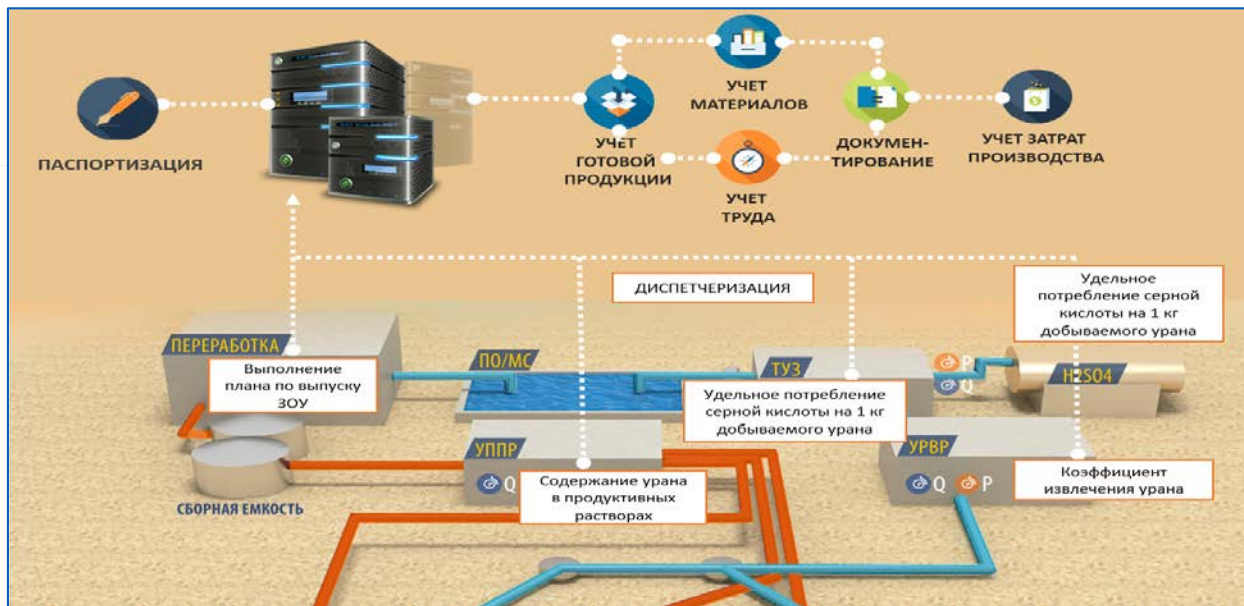 ПАСПОРТИЗАЦИЯ
УЧЕТ
ГОТОВОЙ
ПРОДУКЦИИ
УЧЕТ
МАТЕРИАЛОВ
УЧЕТ
ТРУДА
ДОКУМЕН-
ТИРОВАНИЕ
УЧЕТ ЗАТРАТ
ПРОИЗВОДСТВА
ДИСПЕТЧЕРИЗАЦИЯ
Удельное
потребление серной
кислоты на 1 кг
добываемого урана
ПЕРЕРАБОТКА
Выполнение
плана по выпуску
ЗОУ
ПО/МС
ТУЗ
P
Q
H2SO4
Удельное потребление
серной кислоты на 1 кг
добываемого урана
УППР
Q
Содержание урана
в продуктивных
растворах
УРВР
Q
P
Коэффициент
извлечения урана
СБОРНАЯ ЕМКОСТЬ